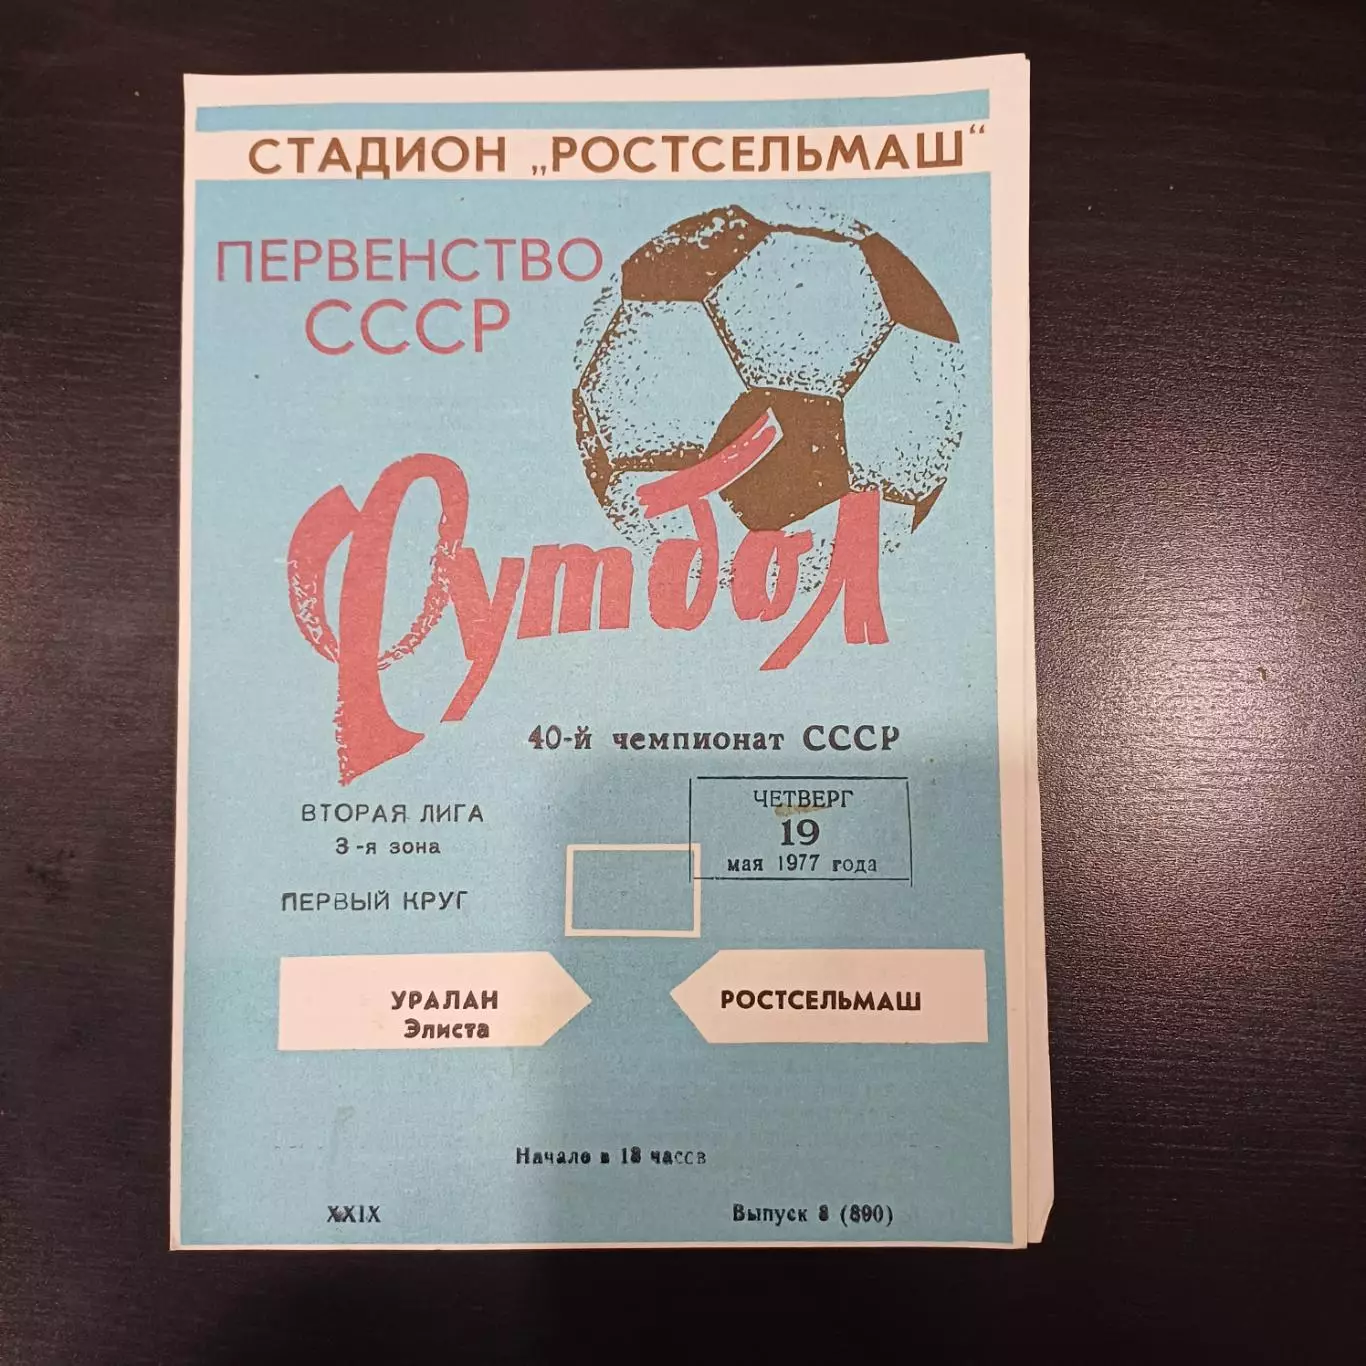 СТАДИОН „РОСТСЕЛЬМАШ“
ПЕРВЕНСТВО
СССР
Футбол
40-й чемпионат СССР
ВТОРАЯ ЛИГА
3-я зона
ПЕРВЫЙ КРУГ
ЧЕТВЕРГ
19
мая 1977 года
УРАЛАН
Элиста
РОСТСЕЛЬМАШ
Начало в 18 часов
XXIX
Выпуск 8 (890)